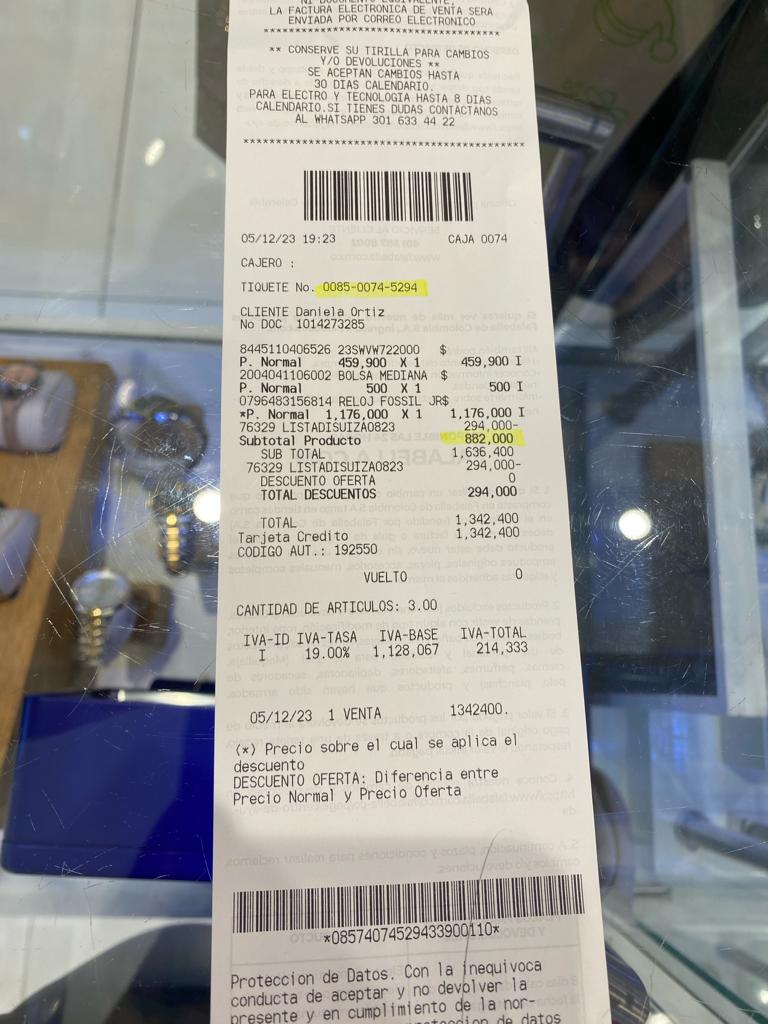 NI DOCUMENTO EQUIVALENTE,
LA FACTURA ELECTRONICA DE VENTA SERA
ENVIADA POR CORREO ELECTRONICO
****************************************
** CONSERVE SU TIRILLA PARA CAMBIOS
Y/O DEVOLUCIONES **
SE ACEPTAN CAMBIOS HASTA
30 DIAS CALENDARIO.
PARA ELECTRO Y TECNOLOGIA HASTA 8 DIAS
CALENDARIO.SI TIENES DUDAS CONTACTANOS
AL WHATSAPP 301 633 44 22
****************************************
05/12/23 19:23 CAJA 0074
CAJERO :
TIQUETE No. 0085-0074-5294
CLIENTE Daniela Ortiz
No DOC 1014273285
8445110406526 23SWVW722000 $
P. Normal 459,900 X 1 459,900 I
2004041106002 BOLSA MEDIANA $
P. Normal 500 X 1 500 I
0796483156814 RELOJ FOSSIL JR$
*P. Normal 1,176,000 X 1 1,176,000 I
76329 LISTADISUIZA0823 294,000-
Subtotal Producto 882,000
SUB TOTAL 1,636,400
76329 LISTADISUIZA0823 294,000-
DESCUENTO OFERTA 0
TOTAL DESCUENTOS 294,000
TOTAL 1,342,400
Tarjeta Credito 1,342,400
CODIGO AUT.: 192550
VUELTO 0
CANTIDAD DE ARTICULOS: 3.00
IVA-ID IVA-TASA IVA-BASE IVA-TOTAL
I 19.00% 1,128,067 214,333
05/12/23 1 VENTA 1342400.
(*) Precio sobre el cual se aplica el
descuento
DESCUENTO OFERTA: Diferencia entre
Precio Normal y Precio Oferta
*08574074529433900110*
Proteccion de Datos. Con la inequivoca
conducta de aceptar y no devolver la
presente y en cumplimiento de la nor-
proteccion de datos